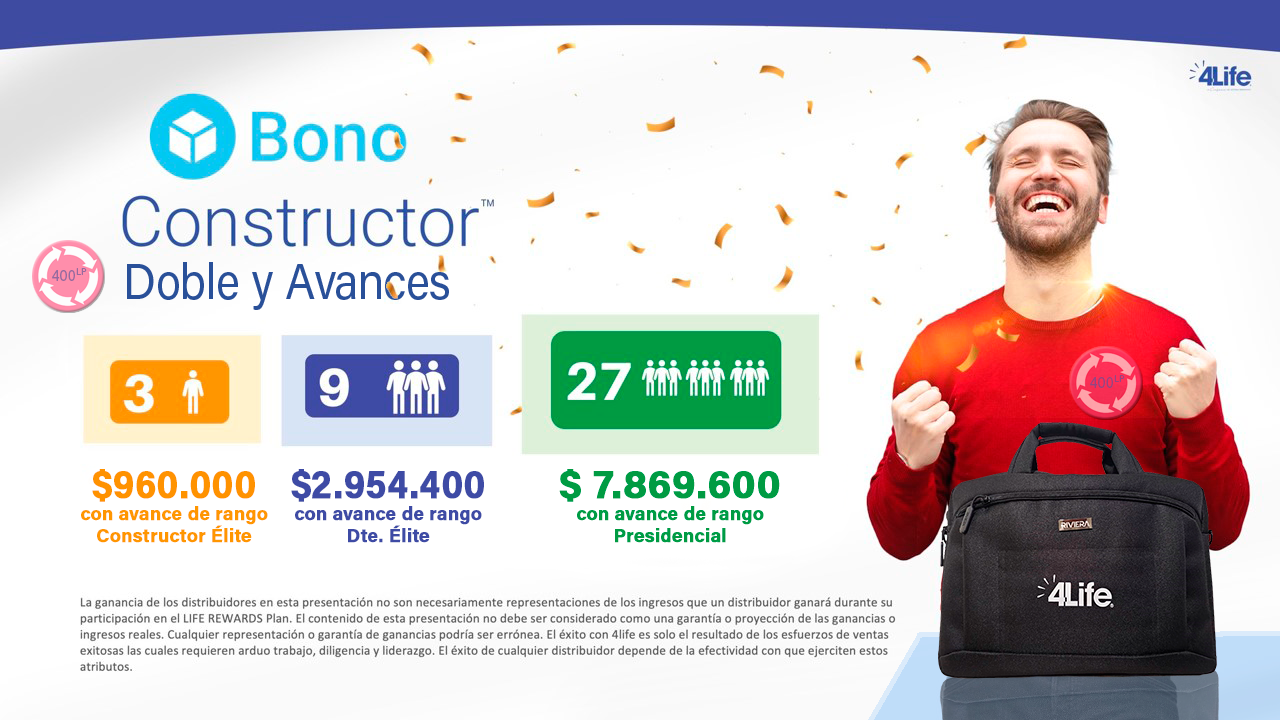 4Life
Bono
Constructor™
400LP
Doble y Avances
3
9
27
400LP
$960.000
con avance de rango
Constructor Élite
$2.954.400
con avance de rango
Dte. Élite
$ 7.869.600
con avance de rango
Presidencial
RIVIERA
4Life®
La ganancia de los distribuidores en esta presentación no son necesariamente representaciones de los ingresos que un distribuidor ganará durante su
participación en el LIFE REWARDS Plan. El contenido de esta presentación no debe ser considerado como una garantía o proyección de las ganancias o
ingresos reales. Cualquier representación o garantía de ganancias podría ser errónea. El éxito con 4life es solo el resultado de los esfuerzos de ventas
exitosas las cuales requieren arduo trabajo, diligencia y liderazgo. El éxito de cualquier distribuidor depende de la efectividad con que ejerciten estos
atributos.